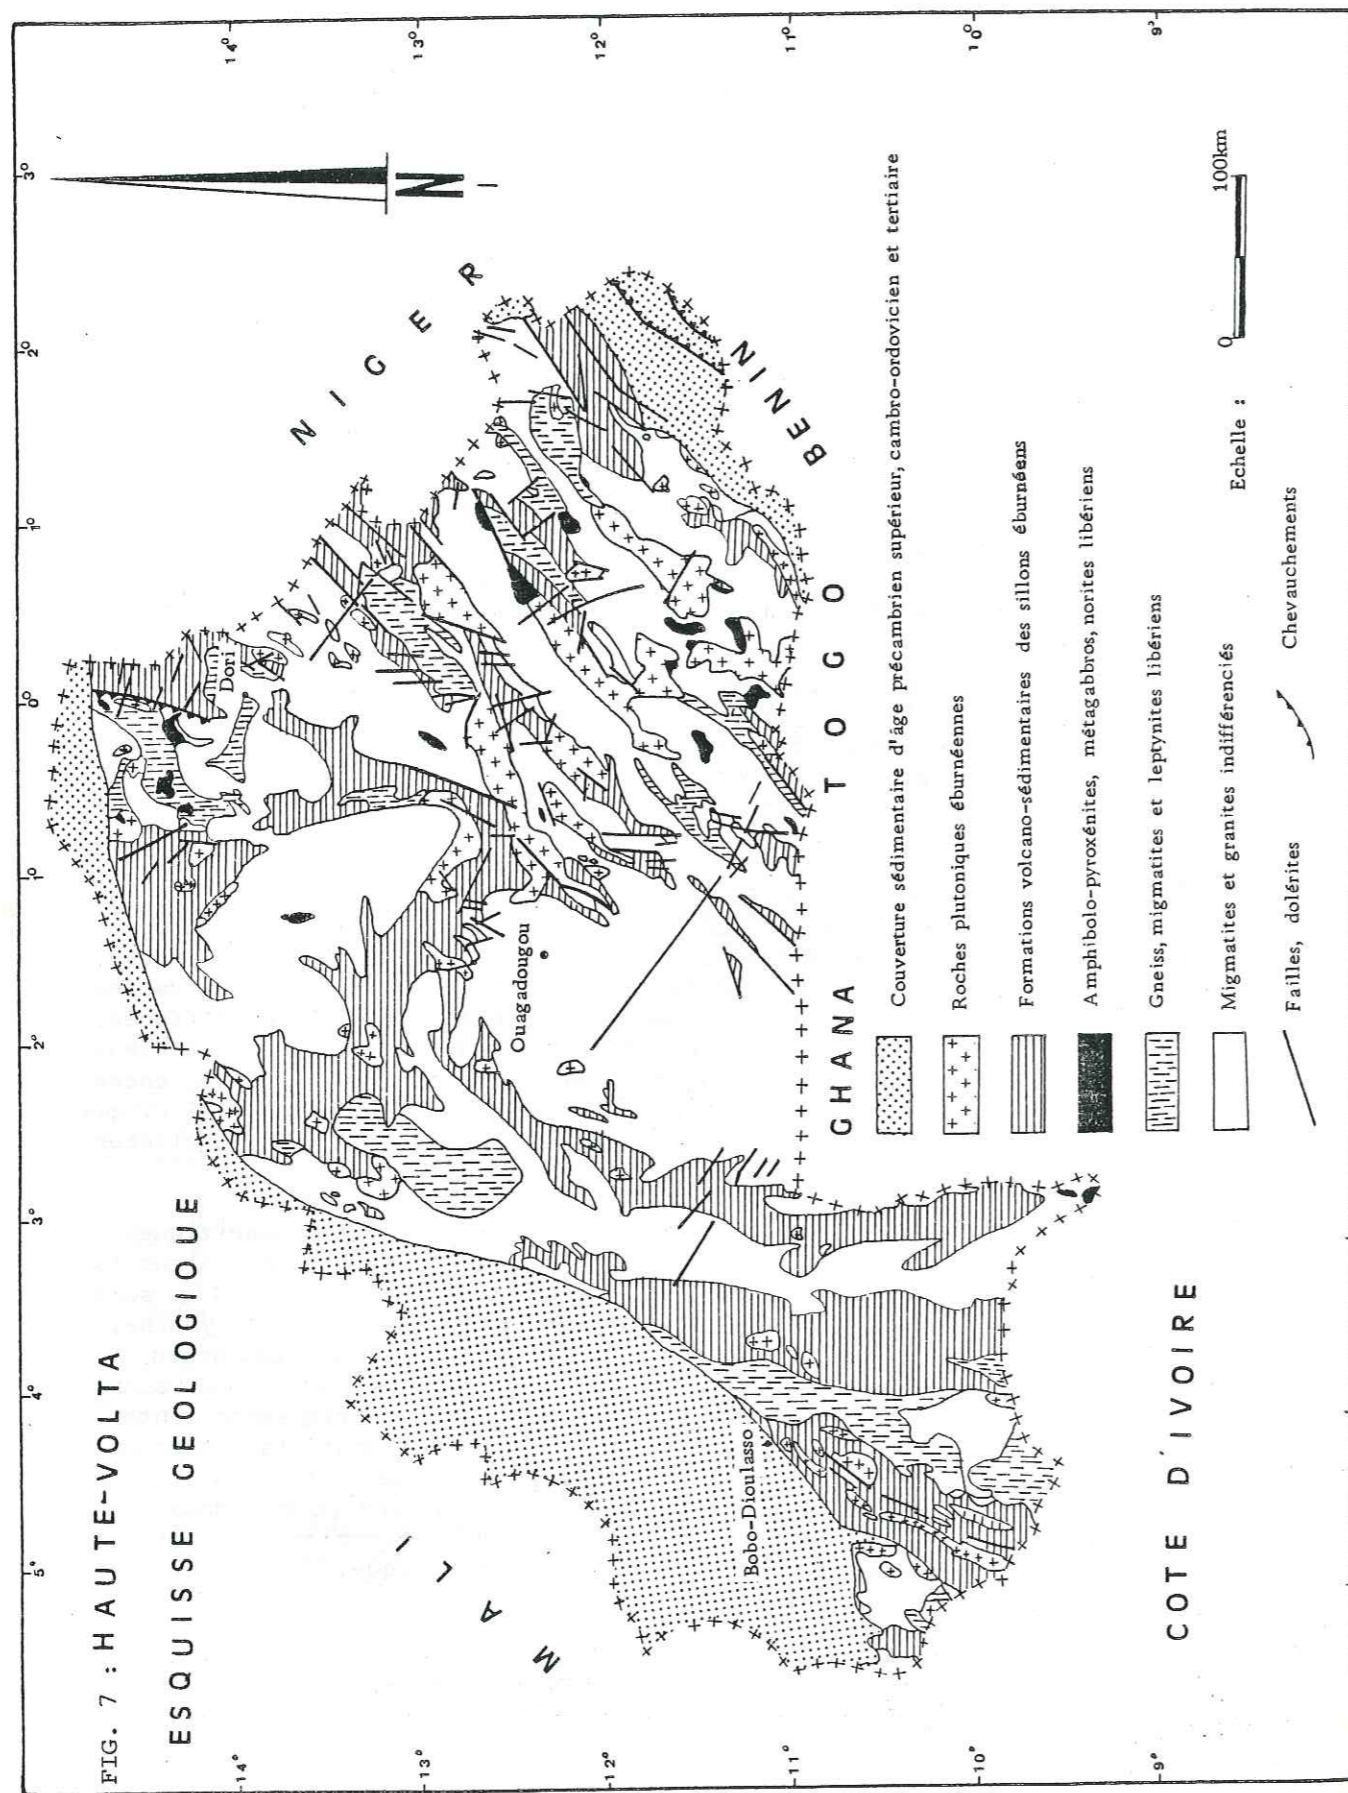 FIG. 7 : HAUTE-VOLTA
ESQUISSE GEOLOGIQUE
5° 4° 3° 2° 1° 0° 1° 2° 3°
14° 14°
13° 13°
12° 12°
11° 11°
10° 10°
9° 9°
N
MALI
NIGER
BENIN
TOGO
GHANA
COTE D'IVOIRE
Dori
Ouagadougou
Bobo-Dioulasso
Couverture sédimentaire d'âge précambrien supérieur, cambro-ordovicien et tertiaire
Roches plutoniques éburnéennes
Formations volcano-sédimentaires des sillons éburnéens
Amphibolo-pyroxénites, métagabbros, norites libériens
Gneiss, migmatites et leptynites libériens
Migmatites et granites indifférenciés
Failles, dolérites
Chevauchements
Echelle :
0 100km